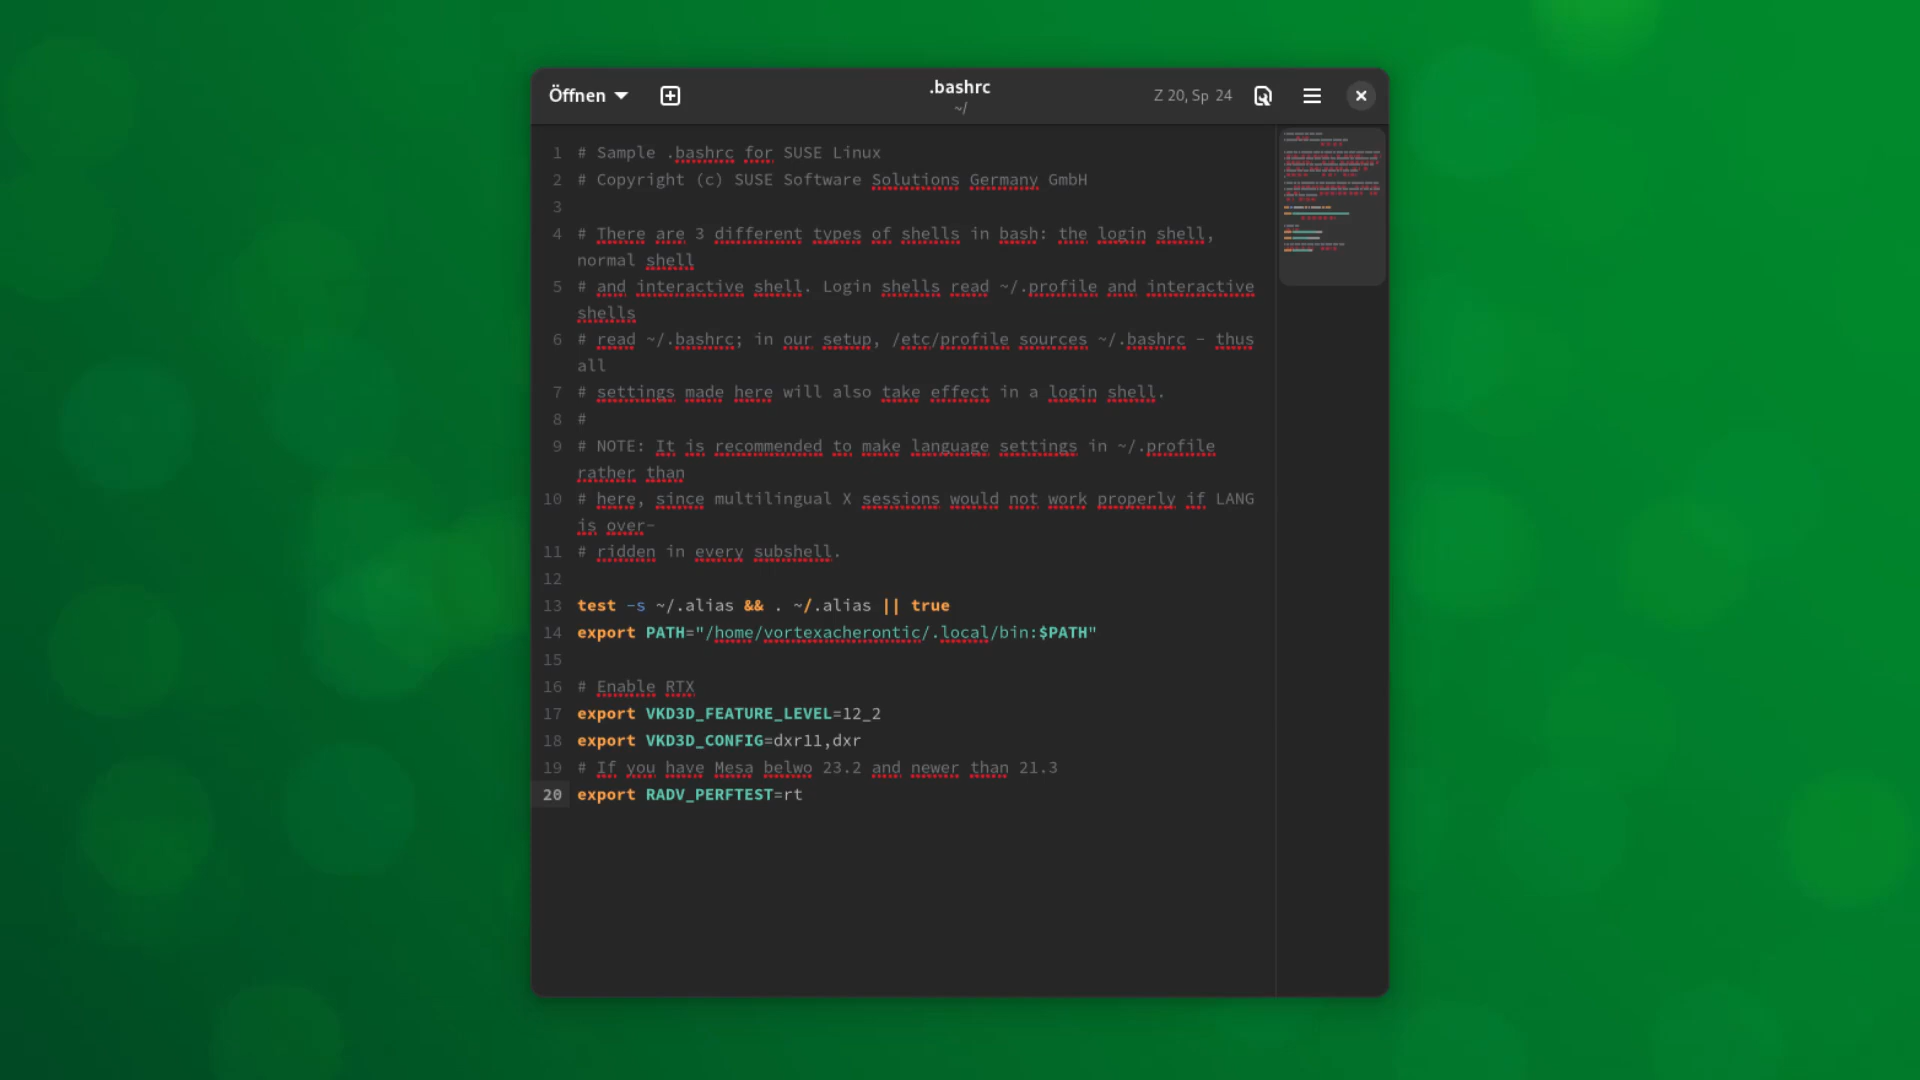 Öffnen
.bashrc
~/
Z 20, Sp 24
1 # Sample .bashrc for SUSE Linux
2 # Copyright (c) SUSE Software Solutions Germany GmbH
3
4 # There are 3 different types of shells in bash: the login shell,
normal shell
5 # and interactive shell. Login shells read ~/.profile and interactive
shells
6 # read ~/.bashrc; in our setup, /etc/profile sources ~/.bashrc - thus
all
7 # settings made here will also take effect in a login shell.
8 #
9 # NOTE: It is recommended to make language settings in ~/.profile
rather than
10 # here, since multilingual X sessions would not work properly if LANG
is over-
11 # ridden in every subshell.
12
13 test -s ~/.alias && . ~/.alias || true
14 export PATH="/home/vortexacherontic/.local/bin:$PATH"
15
16 # Enable RTX
17 export VKD3D_FEATURE_LEVEL=12_2
18 export VKD3D_CONFIG=dxr11,dxr
19 # If you have Mesa belwo 23.2 and newer than 21.3
20 export RADV_PERFTEST=rt